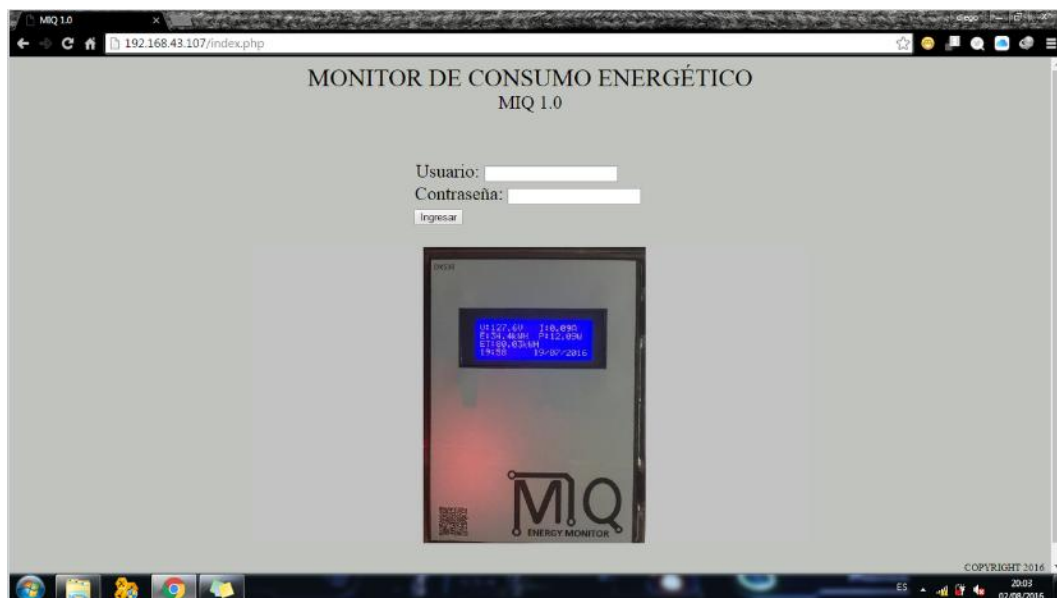 MIQ 1.0
diego
192.168.43.107/index.php
MONITOR DE CONSUMO ENERGÉTICO
MIQ 1.0
Usuario:
Contraseña:
Ingresar
V:127.6V I:0.09A
E:34.4kWH P:12.09W
ET:80.03kWH
19:58 19/07/2016
MIQ
ENERGY MONITOR
COPYRIGHT 2016
ES
20:03
02/08/2016